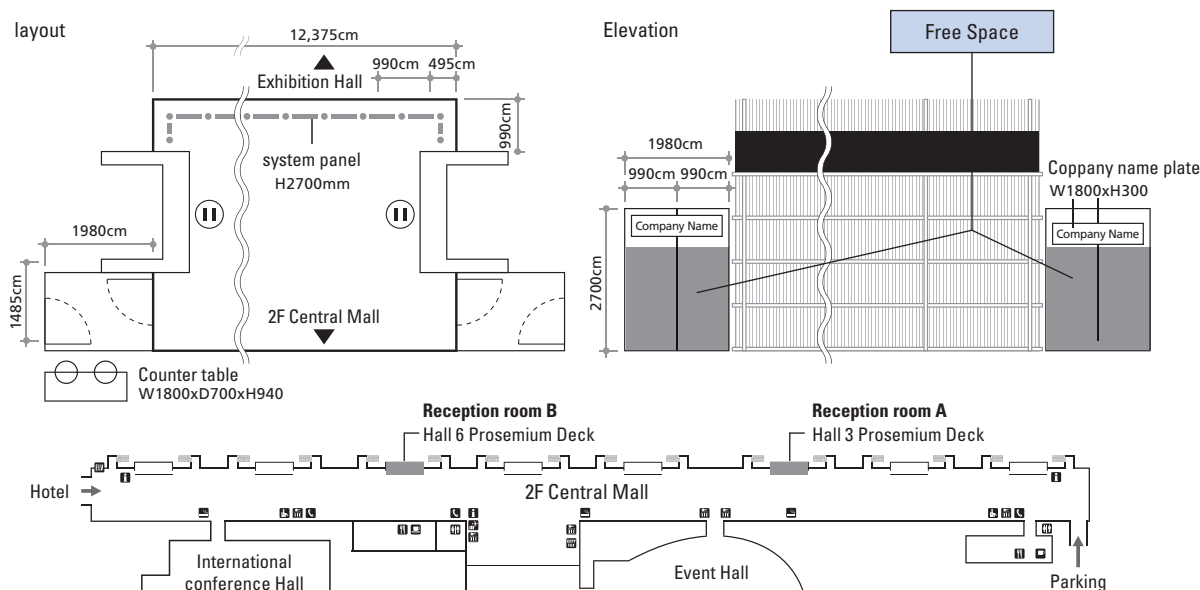 layout
12,375cm
Exhibition Hall
990cm
495cm
990cm
system panel
H2700mm
1980cm
1485cm
2F Central Mall
Counter table
W1800xD700xH940
Elevation
Free Space
1980cm
990cm
990cm
Coppany name plate
W1800xH300
Company Name
Company Name
2700cm
Reception room B
Hall 6 Prosemium Deck
Reception room A
Hall 3 Prosemium Deck
Hotel
2F Central Mall
International
conference Hall
Event Hall
Parking